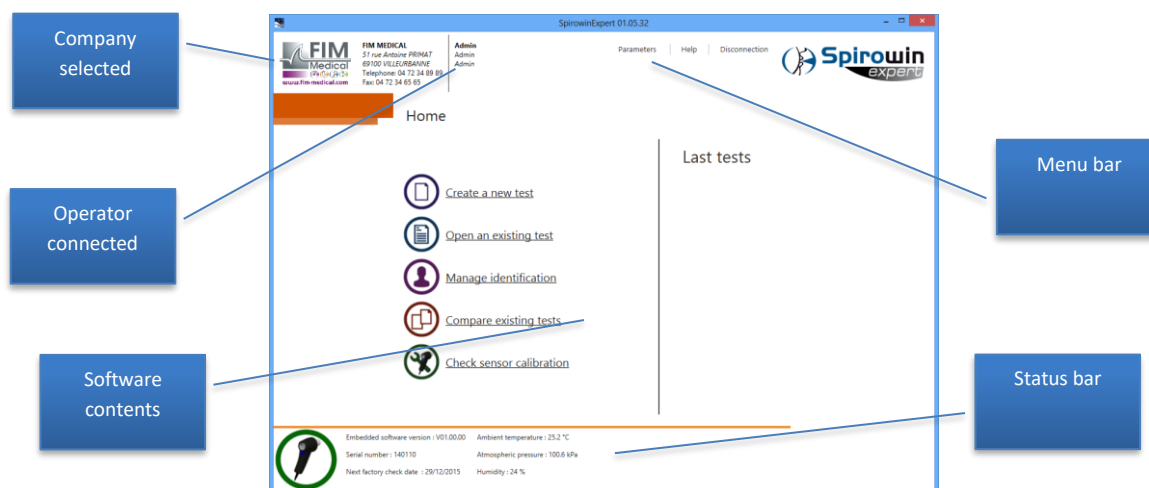 SpirowinExpert 01.05.32
Company
selected
FIM
Medical
www.fim-medical.com
FIM MEDICAL
51 rue Antoine PRIMAT
69100 VILLEURBANNE
Telephone: 04 72 34 89 89
Fax: 04 72 34 65 65
Admin
Admin
Admin
Parameters
Help
Disconnection
Spirowin
expert
Home
Last tests
Menu bar
Operator
connected
Create a new test
Open an existing test
Manage identification
Compare existing tests
Check sensor calibration
Software
contents
Status bar
Embedded software version : V01.00.00
Ambient temperature : 25.2 °C
Serial number : 140110
Atmospheric pressure : 100.6 kPa
Next factory check date : 29/12/2015
Humidity : 24 %